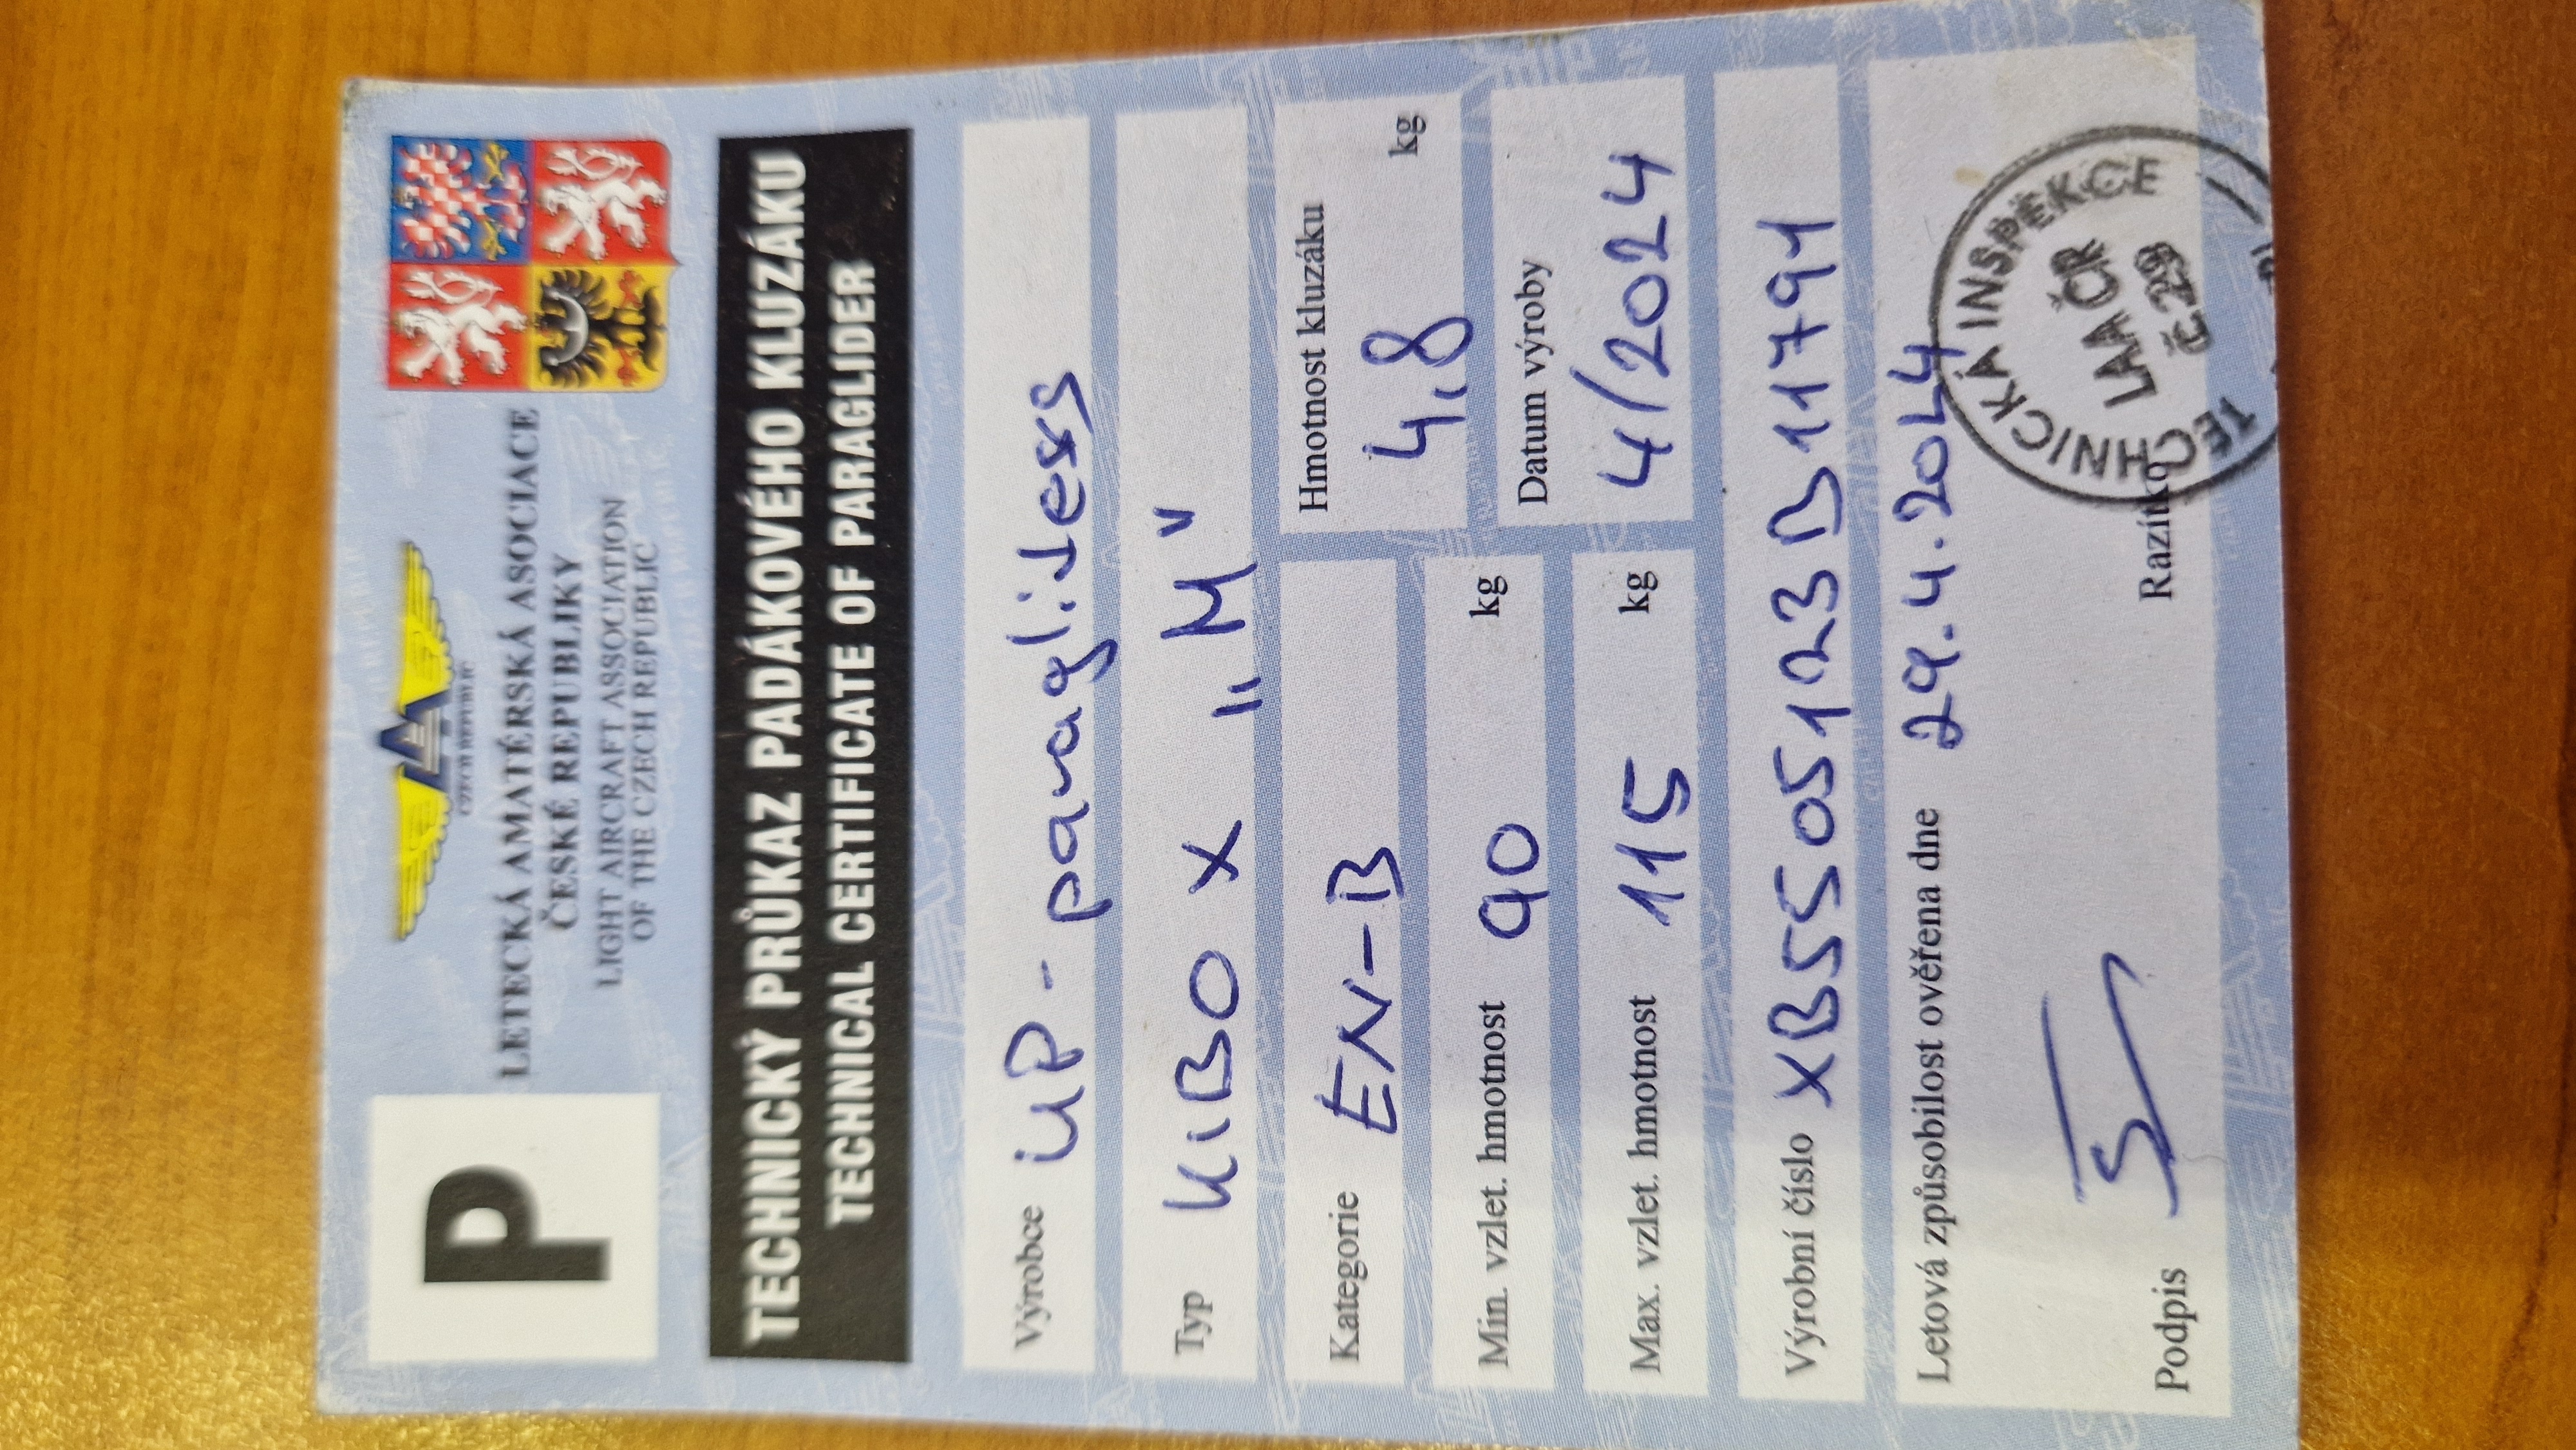 P
CZECH REPUBLIC
LETECKÁ AMATÉRSKÁ ASOCIACE
ČESKÉ REPUBLIKY
LIGHT AIRCRAFT ASSOCIATION
OF THE CZECH REPUBLIC
TECHNICKÝ PRŮKAZ PADÁKOVÉHO KLUZÁKU
TECHNICAL CERTIFICATE OF PARAGLIDER
Výrobce UP - paragliders
Typ KIBO X „M"
Kategorie EN-B
Hmotnost kluzáku
4,8 kg
Min. vzlet. hmotnost 90 kg
Datum výroby
4/2024
Max. vzlet. hmotnost 115 kg
Výrobní číslo XB5505123B11791
Letová způsobilost ověřena dne 29.4.2024
TECHNICKÁ INSPEKCE
LAA ČR
Podpis
Razítko